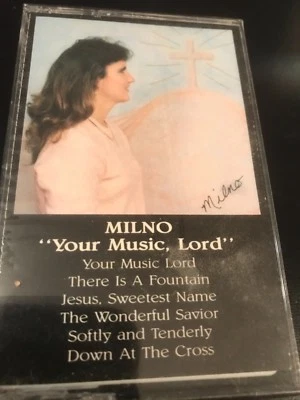 Milno
MILNO
"Your Music, Lord"
Your Music Lord
There Is A Fountain
Jesus, Sweetest Name
The Wonderful Savior
Softly and Tenderly
Down At The Cross